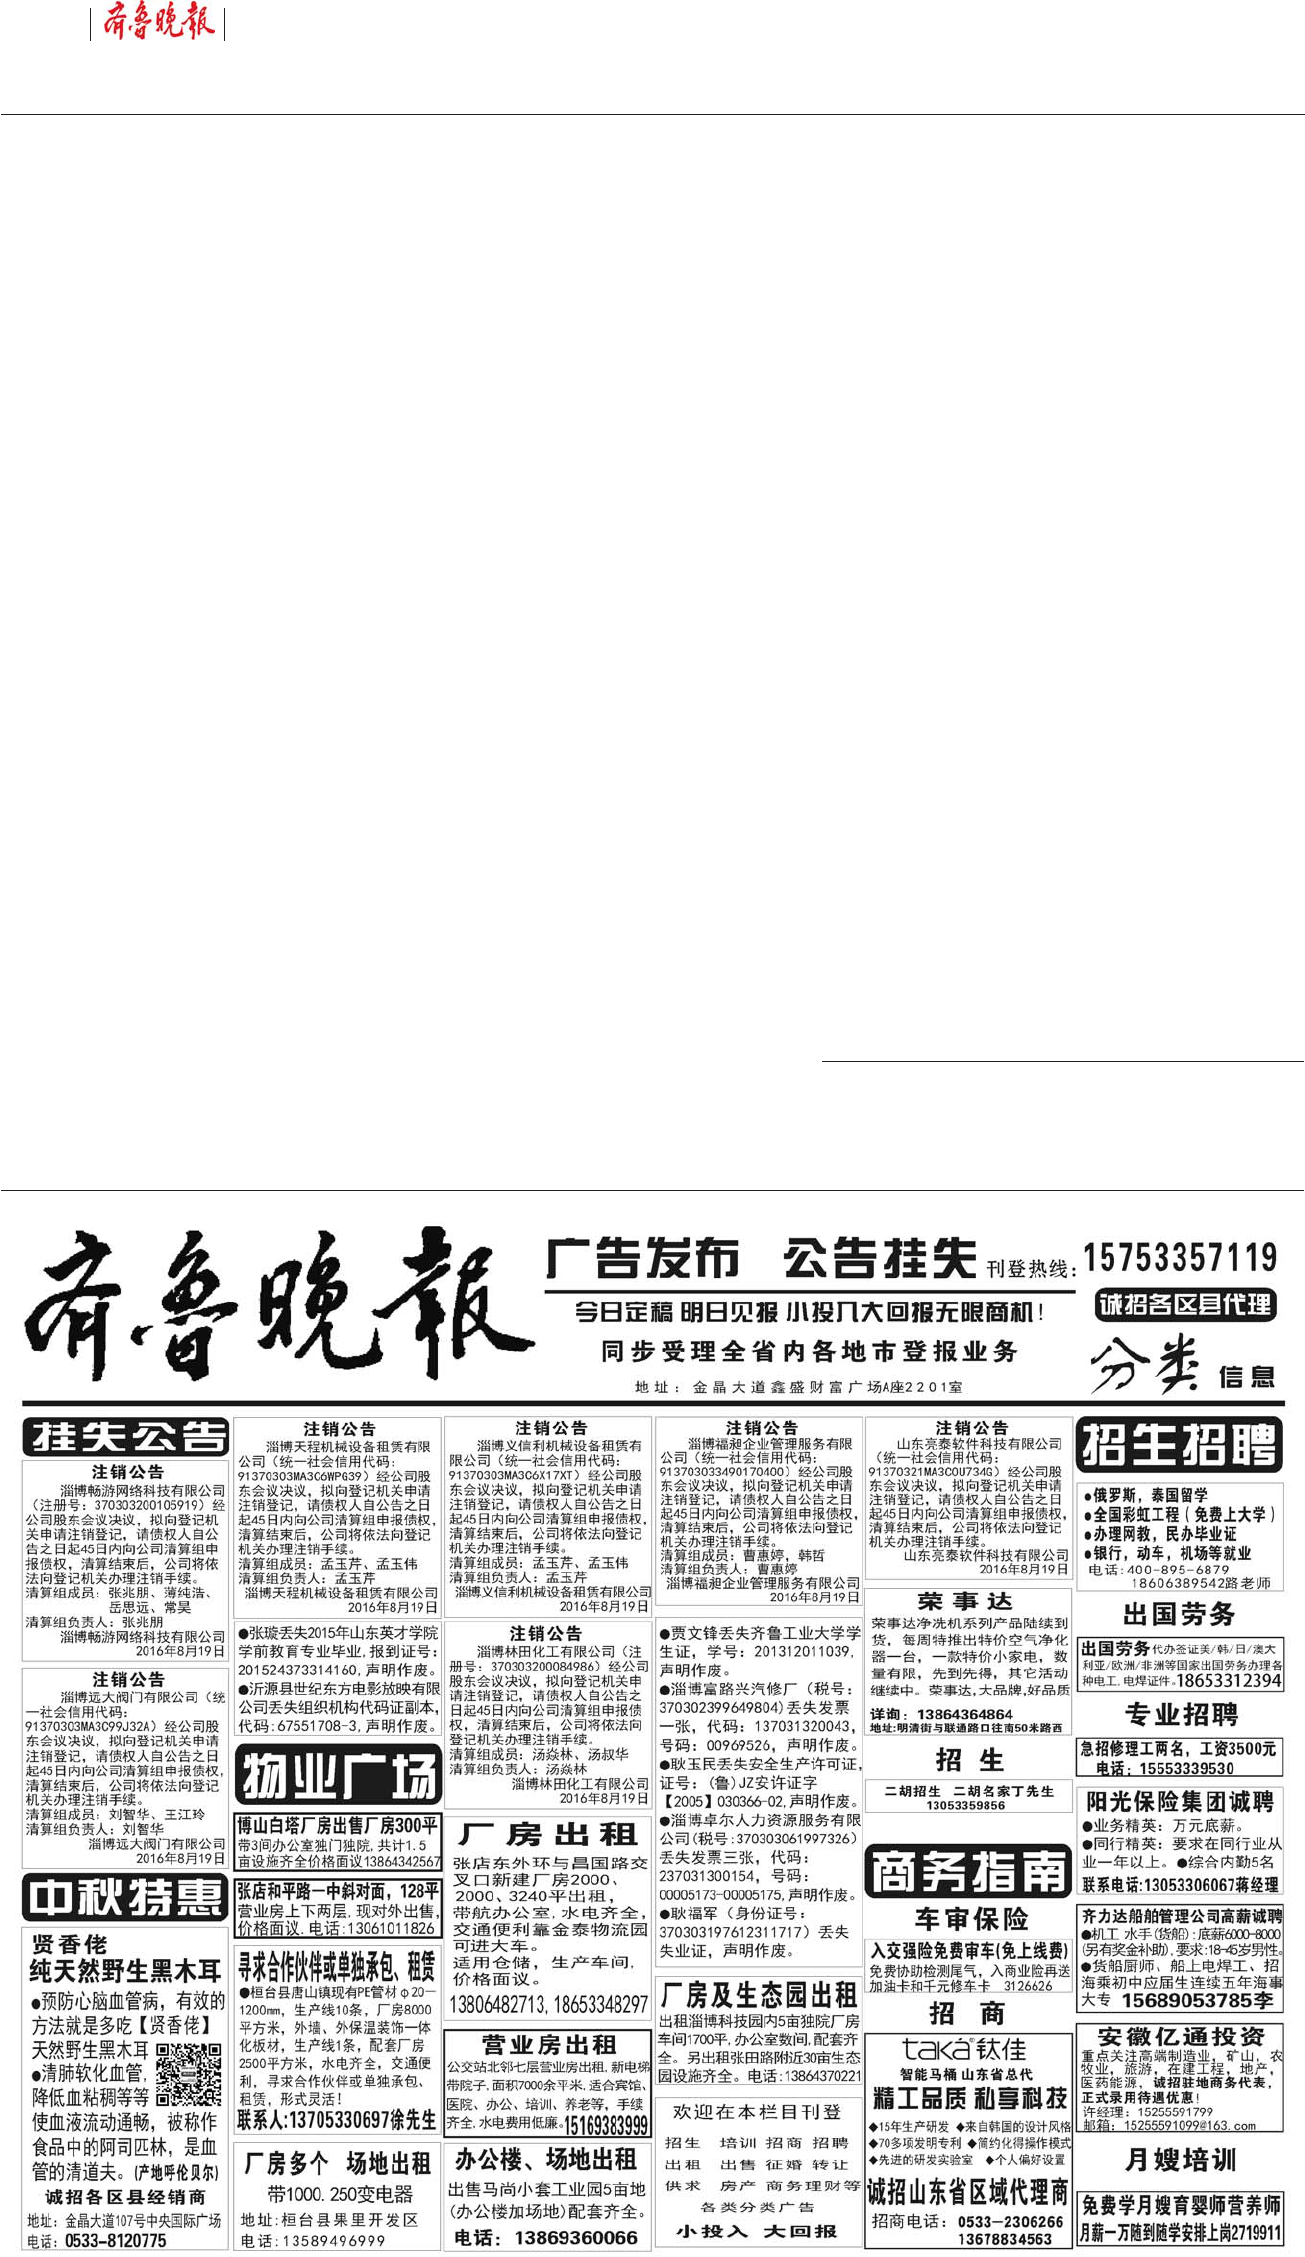 齐鲁晚报
齐鲁晚报
广告发布 公告挂失 刊登热线：15753357119
今日定稿 明日见报 小投入大回报无限商机！
同步受理全省内各地市登报业务
地址：金晶大道鑫盛财富广场A座2201室
诚招各区县代理
分类信息
挂失公告
注销公告
淄博畅游网络科技有限公司
（注册号：370303200105919）经
公司股东会议决议，拟向登记机
关申请注销登记，请债权人自公
告之日起45日内向公司清算组申
报债权，清算结束后，公司将依
法向登记机关办理注销手续。
清算组成员：张兆朋、薄纯浩、
岳思远、常昊
清算组负责人：张兆朋
淄博畅游网络科技有限公司
2016年8月19日
注销公告
淄博远大阀门有限公司（统
一社会信用代码：
91370303MA3C99J32A）经公司股
东会议决议，拟向登记机关申请
注销登记，请债权人自公告之日
起45日内向公司清算组申报债权，
清算结束后，公司将依法向登记
机关办理注销手续。
清算组成员：刘智华、王江玲
清算组负责人：刘智华
淄博远大阀门有限公司
2016年8月19日
中秋特惠
贤香佬
纯天然野生黑木耳
●预防心脑血管病，有效的
方法就是多吃【贤香佬】
天然野生黑木耳
●清肺软化血管，
降低血粘稠等等
使血液流动通畅，被称作
食品中的阿司匹林，是血
管的清道夫。(产地呼伦贝尔)
诚招各区县经销商
地址：金晶大道107号中央国际广场
电话：0533-8120775
注销公告
淄博天程机械设备租赁有限
公司（统一社会信用代码：
91370303MA3C6WPG39）经公司股
东会议决议，拟向登记机关申请
注销登记，请债权人自公告之日
起45日内向公司清算组申报债权，
清算结束后，公司将依法向登记
机关办理注销手续。
清算组成员：孟玉芹、孟玉伟
清算组负责人：孟玉芹
淄博天程机械设备租赁有限公司
2016年8月19日
●张璇丢失2015年山东英才学院
学前教育专业毕业，报到证号：
201524373314160，声明作废。
●沂源县世纪东方电影放映有限
公司丢失组织机构代码证副本，
代码：67551708-3，声明作废。
物业广场
博山白塔厂房出售厂房300平
带3间办公室独门独院，共计1.5
亩设施齐全价格面议13864342567
张店和平路一中斜对面，128平
营业房上下两层，现对外出售，
价格面议．电话：13061011826
寻求合作伙伴或单独承包、租赁
●桓台县唐山镇现有PE管材φ20—
1200mm，生产线10条，厂房8000
平方米，外墙、外保温装饰一体
化板材，生产线1条，配套厂房
2500平方米，水电齐全，交通便
利，寻求合作伙伴或单独承包、
租赁，形式灵活！
联系人：13705330697徐先生
厂房多个 场地出租
带1000．250变电器
地址：桓台县果里开发区
电话：13589496999
注销公告
淄博义信利机械设备租赁有
限公司（统一社会信用代码：
91370303MA3C6X17XT）经公司股
东会议决议，拟向登记机关申请
注销登记，请债权人自公告之日
起45日内向公司清算组申报债权，
清算结束后，公司将依法向登记
机关办理注销手续。
清算组成员：孟玉芹、孟玉伟
清算组负责人：孟玉芹
淄博义信利机械设备租赁有限公司
2016年8月19日
注销公告
淄博林田化工有限公司（注
册号：370303200084986）经公司
股东会议决议，拟向登记机关申
请注销登记，请债权人自公告之
日起45日内向公司清算组申报债
权，清算结束后，公司将依法向
登记机关办理注销手续。
清算组成员：汤焱林、汤叔华
清算组负责人：汤焱林
淄博林田化工有限公司
2016年8月19日
厂房出租
张店东外环与昌国路交
叉口新建厂房2000、
2000、3240平出租，
带航办公室，水电齐全，
交通便利靠金泰物流园
可进大车。
适用仓储，生产车间，
价格面议。
13806482713，18653348297
营业房出租
公交站北邻七层营业房出租，新电梯
带院子，面积7000余平米，适合宾馆、
医院、办公、培训、养老等，手续
齐全，水电费用低廉。15169383999
办公楼、场地出租
出售马尚小套工业园5亩地
(办公楼加场地)配套齐全。
电话：13869360066
注销公告
淄博福昶企业管理服务有限
公司（统一社会信用代码：
913703033490170400）经公司股
东会议决议，拟向登记机关申请
注销登记，请债权人自公告之日
起45日内向公司清算组申报债权，
清算结束后，公司将依法向登记
机关办理注销手续。
清算组成员：曹惠婷，韩哲
清算组负责人：曹惠婷
淄博福昶企业管理服务有限公司
2016年8月19日
●贾文锋丢失齐鲁工业大学学
生证，学号：201312011039，
声明作废。
●淄博富路兴汽修厂（税号：
370302399649804）丢失发票
一张，代码：137031320043，
号码：00969526，声明作废。
●耿玉民丢失安全生产许可证，
证号：（鲁）JZ安许证字
【2005】030366-02，声明作废。
●淄博卓尔人力资源服务有限
公司（税号：370303061997326）
丢失发票三张，代码：
237031300154，号码：
00005173-00005175，声明作废。
●耿福军（身份证号：
370303197612311717）丢失
失业证，声明作废。
厂房及生态园出租
出租淄博科技园内5亩独院厂房
车间1700平，办公室数间，配套齐
全。另出租张田路附近30亩生态
园设施齐全。电话：13864370221
欢迎在本栏目刊登
招生 培训 招商 招聘
出租 出售 征婚 转让
供求 房产 商务理财等
各类分类广告
小投入 大回报
注销公告
山东亮泰软件科技有限公司
（统一社会信用代码：
91370321MA3C0U734G）经公司股
东会议决议，拟向登记机关申请
注销登记，请债权人自公告之日
起45日内向公司清算组申报债权，
清算结束后，公司将依法向登记
机关办理注销手续。
山东亮泰软件科技有限公司
2016年8月19日
荣事达
荣事达净洗机系列产品陆续到
货，每周特推出特价空气净化
器一台，一款特价小家电，数
量有限，先到先得，其它活动
继续中。荣事达，大品牌，好品质
详询：13864364864
地址：明清街与联通路口往南50米路西
招生
二胡招生 二胡名家丁先生
13053359856
商务指南
车审保险
入交强险免费审车(免上线费)
免费协助检测尾气，入商业险再送
加油卡和千元修车卡 3126626
招商
taka®钛佳
智能马桶 山东省总代
精工品质 私享科技
◆15年生产研发 ◆来自韩国的设计风格
◆70多项发明专利 ◆简约化得操作模式
◆先进的研发实验室 ◆个人偏好设置
诚招山东省区域代理商
招商电话：0533-2306266
13678834563
招生招聘
●俄罗斯，泰国留学
●全国彩虹工程（免费上大学）
●办理网教，民办毕业证
●银行，动车，机场等就业
电话：400-895-6879
18606389542路老师
出国劳务
出国劳务代办签证美/韩/日/澳大
利亚/欧洲/非洲等国家出国劳务办理各
种电工，电焊证件。18653312394
专业招聘
急招修理工两名，工资3500元
电话：15553339530
阳光保险集团诚聘
●业务精英：万元底薪。
●同行精英：要求在同行业从
业一年以上。●综合内勤5名
联系电话：13053306067蒋经理
齐力达船舶管理公司高薪诚聘
●机工 水手(货船)：底薪6000-8000
(另有奖金补助)，要求：18-45岁男性。
●货船厨师、船上电焊工、招
海乘初中应届生连续五年海事
大专 15689053785李
安徽亿通投资
重点关注高端制造业，矿山，农
牧业，旅游，在建工程，地产，
医药能源，诚招驻地商务代表，
正式录用待遇优惠！
许经理：15255591799
邮箱：15255591099@163.com
月嫂培训
免费学月嫂育婴师营养师
月薪一万随到随学安排上岗2719911